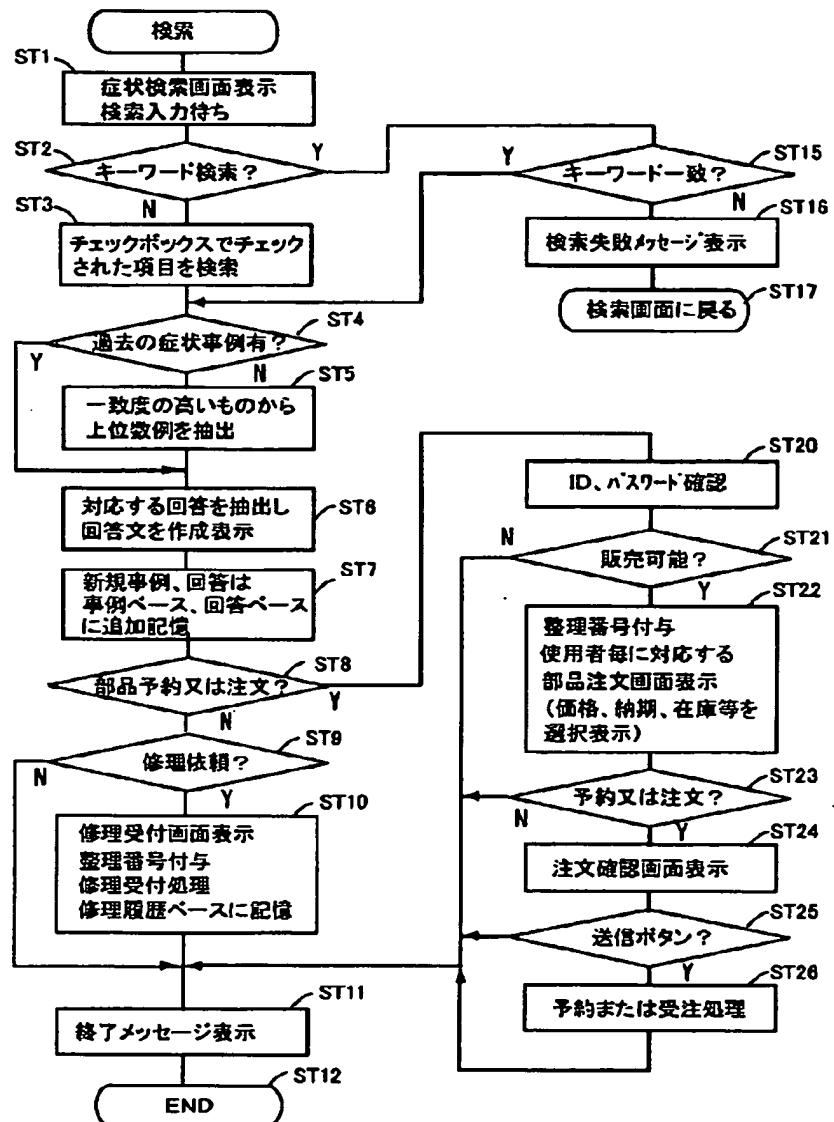 検索
ST1
症状検索画面表示
検索入力待ち
ST2
キーワード検索?
Y
N
ST3
チェックボックスでチェック
された項目を検索
ST4
過去の症状事例有?
Y
N
ST5
一致度の高いものから
上位数例を抽出
対応する回答を抽出し
回答文を作成表示
ST6
新規事例、回答は
事例ベース、回答ベース
に追加記憶
ST7
部品予約又は注文?
ST8
Y
N
修理依頼?
ST9
N
Y
ST10
修理受付画面表示
整理番号付与
修理受付処理
修理履歴ベースに記憶
ST11
終了メッセージ表示
ST12
END
Y
キーワード一致?
ST15
N
ST16
検索失敗メッセージ表示
ST17
検索画面に戻る
ST20
ID、パスワード確認
N
ST21
販売可能?
Y
ST22
整理番号付与
使用者毎に対応する
部品注文画面表示
(価格、納期、在庫等を
選択表示)
ST23
予約又は注文?
N
Y
ST24
注文確認画面表示
ST25
送信ボタン?
Y
ST26
予約または受注処理